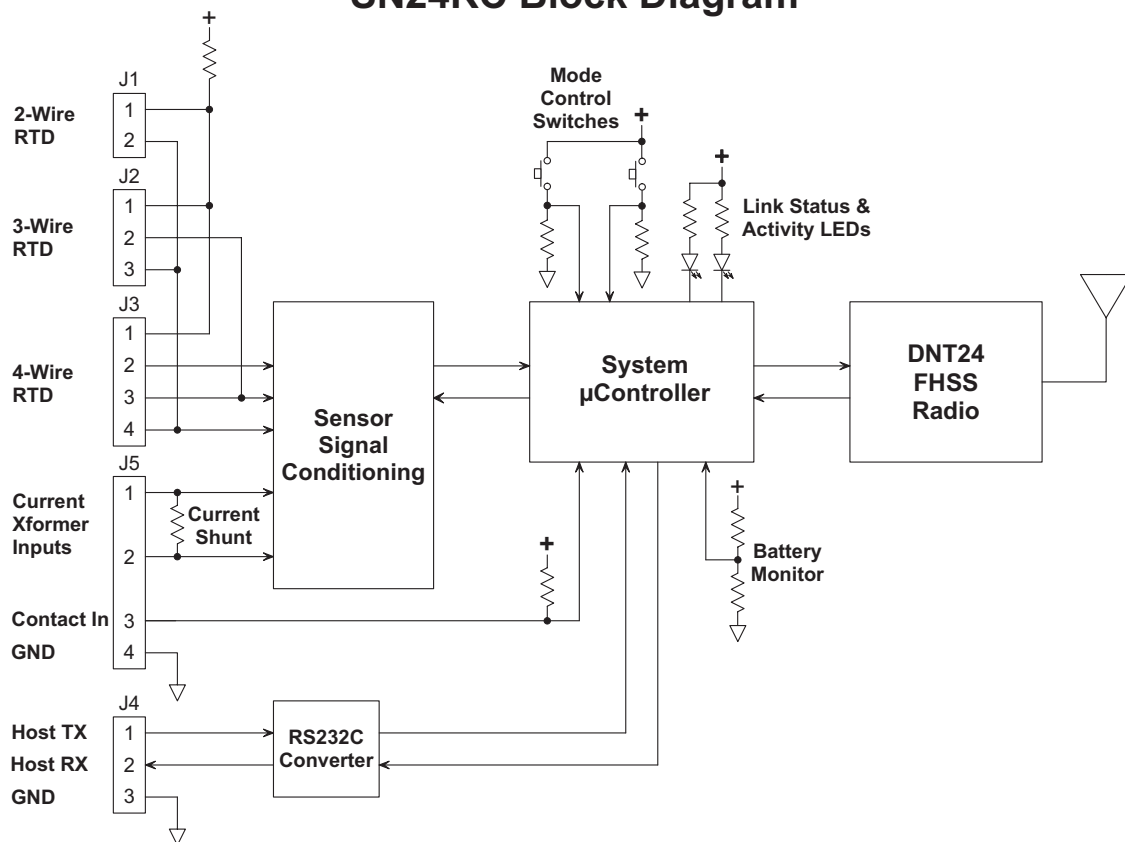 SN24RC Block Diagram
J1
2-Wire
RTD
1
2
J2
3-Wire
RTD
1
2
3
J3
4-Wire
RTD
1
2
3
4
J5
Current
Xformer
Inputs
1
2
Contact In
3
GND
4
Current
Shunt
J4
Host TX
1
Host RX
2
GND
3
RS232C
Converter
Sensor
Signal
Conditioning
Mode
Control
Switches
+
+
+
Link Status &
Activity LEDs
System
µController
DNT24
FHSS
Radio
+
+
Battery
Monitor